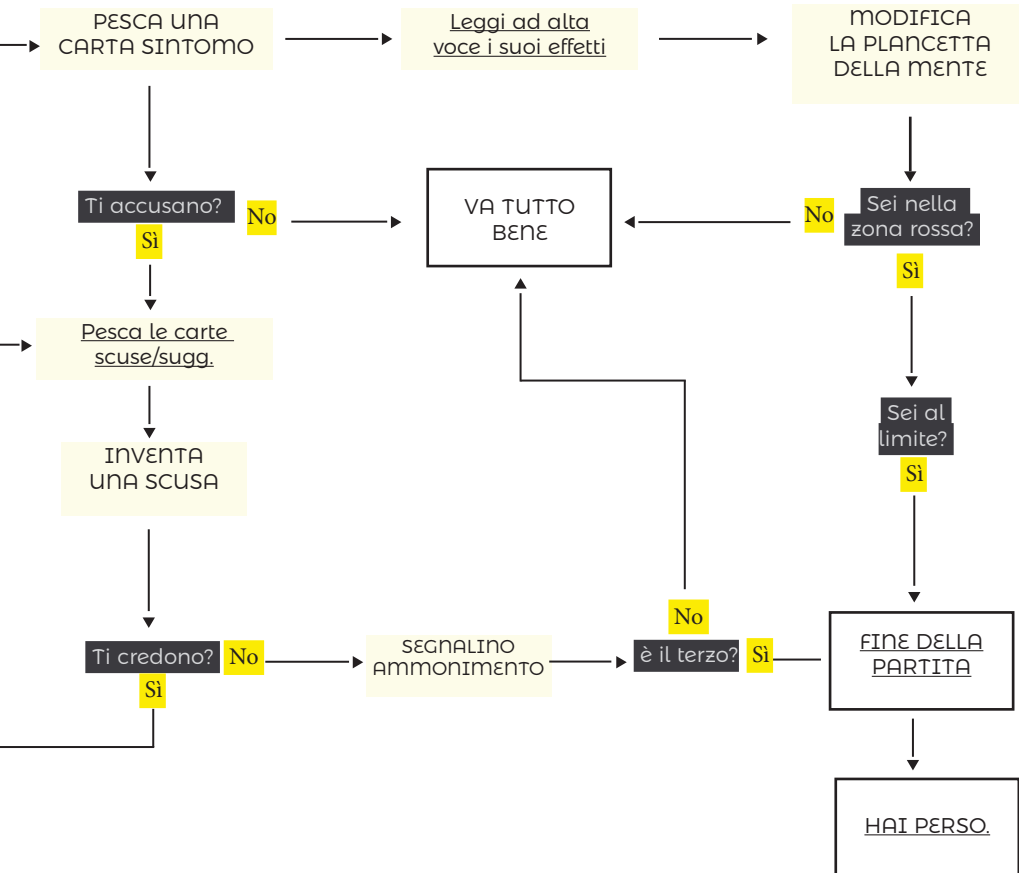 PESCA UNA
CARTA SINTOMO
Leggi ad alta
voce i suoi effetti
MODIFICA
LA PLANCETTA
DELLA MENTE
Ti accusano?
No
Sì
VA TUTTO
BENE
No
Sei nella
zona rossa?
Sì
Pesca le carte
scuse/sugg.
Sei al
limite?
Sì
INVENTA
UNA SCUSA
Ti credono?
No
Sì
SEGNALINO
AMMONIMENTO
No
è il terzo?
Sì
FINE DELLA
PARTITA
HAI PERSO.